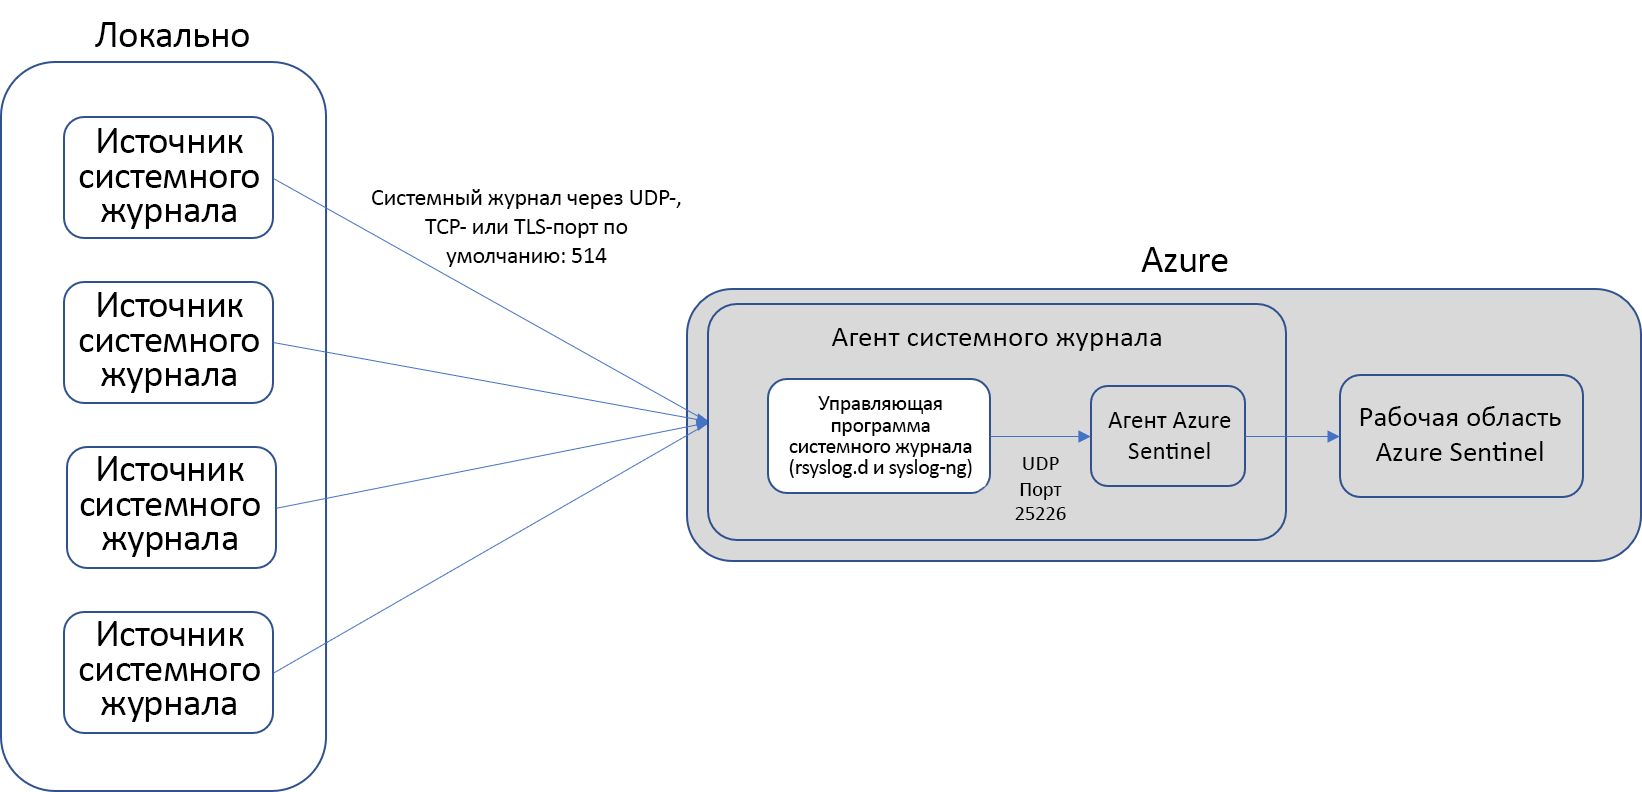 Локально
Источник
системного
журнала
Источник
системного
журнала
Источник
системного
журнала
Источник
системного
журнала
Системный журнал через UDP-,
TCP- или TLS-порт по
умолчанию: 514
Azure
Агент системного журнала
Управляющая
программа
системного журнала
(rsyslog.d и syslog-ng)
UDP
Порт
25226
Агент Azure
Sentinel
Рабочая область
Azure Sentinel